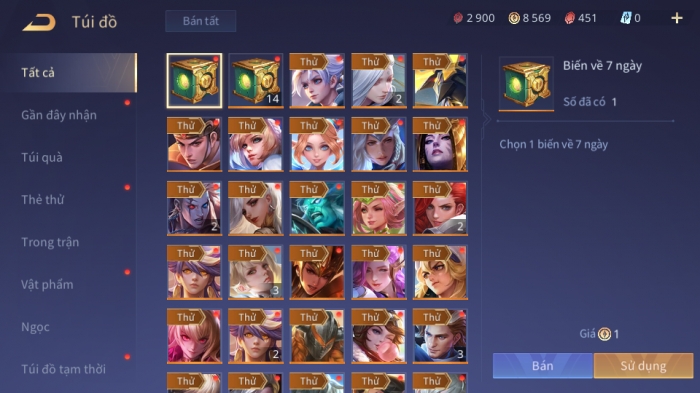 Túi đồ
Bán tất
2 900
8 569
451
0
Tất cả
Gần đây nhận
Túi quà
Thẻ thử
Trong trận
Vật phẩm
Ngọc
Túi đồ tạm thời
14
Thử
Thử
2
Thử
Thử
Thử
Thử
Thử
Thử
Thử
2
Thử
Thử
Thử
Thử
2
Thử
Thử
3
Thử
Thử
Thử
Thử
Thử
2
Thử
Thử
Thử
3
Thử
Thử
Thử
Thử
Thử
Biến về 7 ngày
Số đã có 1
Chọn 1 biến về 7 ngày
Giá 1
Bán
Sử dụng